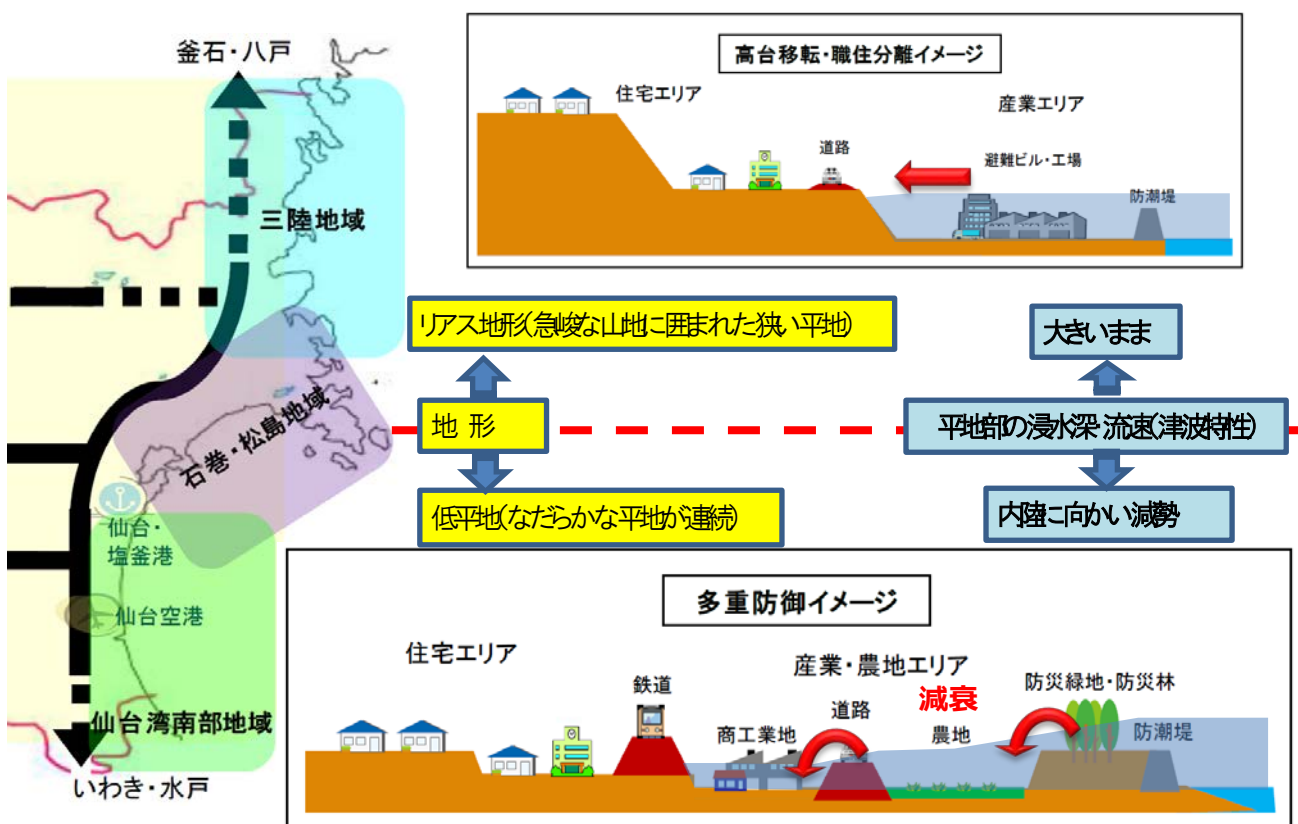 釜石・八戸
三陸地域
石巻・松島地域
仙台・
塩釜港
仙台空港
仙台湾南部地域
いわき・水戸
高台移転・職住分離イメージ
住宅エリア
産業エリア
道路
避難ビル・工場
防潮堤
リアス地形(急峻な山地に囲まれた狭い平地)
大きいまま
地 形
平地部の浸水深・流速(津波特性)
低平地(なだらかな平地が連続)
内陸に向かい減勢
多重防御イメージ
住宅エリア
産業・農地エリア
鉄道
減衰
防災緑地・防災林
道路
商工業地
農地
防潮堤